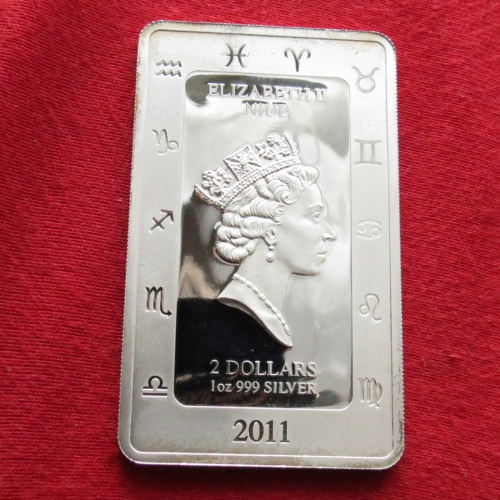 ELIZABETH II
NIUE
2 DOLLARS
1oz 999 SILVER
2011